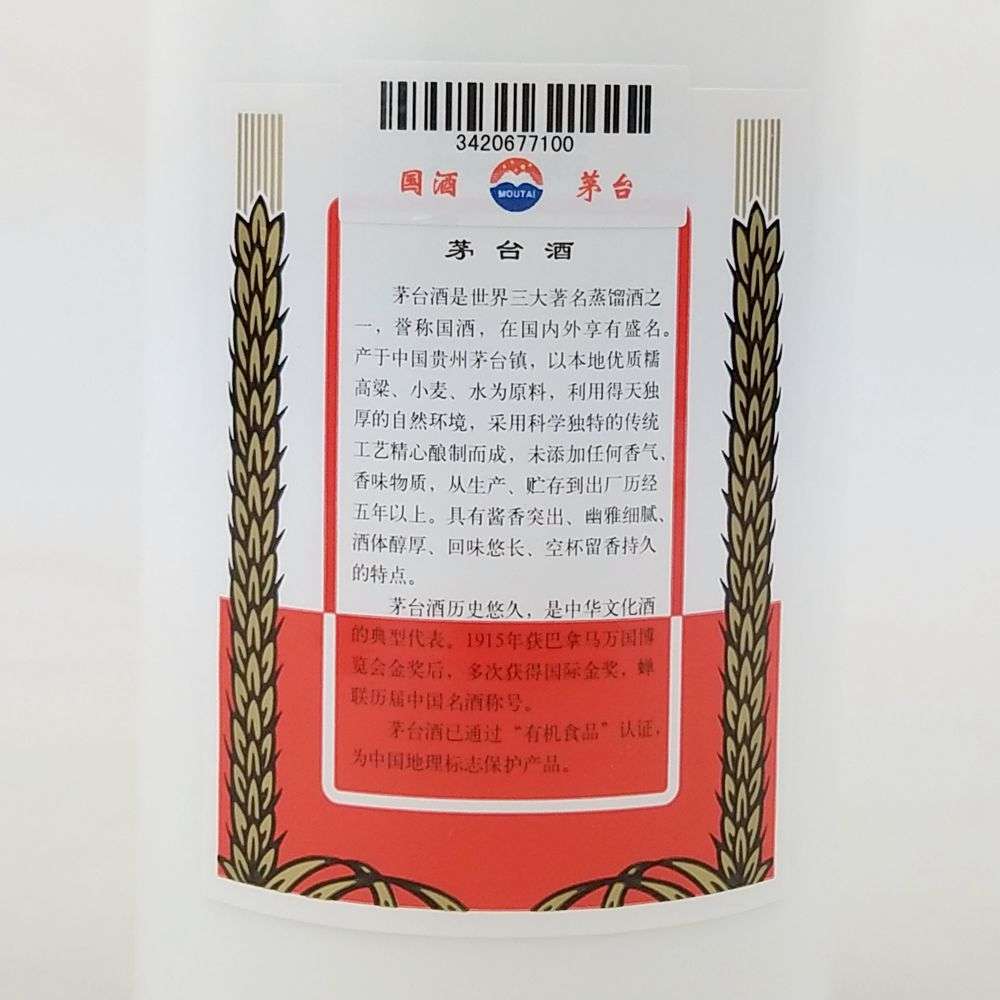 3420677100
国酒 MOUTAI 茅台
茅台酒
茅台酒是世界三大著名蒸馏酒之
一，誉称国酒，在国内外享有盛名。
产于中国贵州茅台镇，以本地优质糯
高粱、小麦、水为原料，利用得天独
厚的自然环境，采用科学独特的传统
工艺精心酿制而成，未添加任何香气、
香味物质，从生产、贮存到出厂历经
五年以上。具有酱香突出、幽雅细腻、
酒体醇厚、回味悠长、空杯留香持久
的特点。
茅台酒历史悠久，是中华文化酒
的典型代表。1915年获巴拿马万国博
览会金奖后，多次获得国际金奖，蝉
联历届中国名酒称号。
茅台酒已通过“有机食品”认证，
为中国地理标志保护产品。